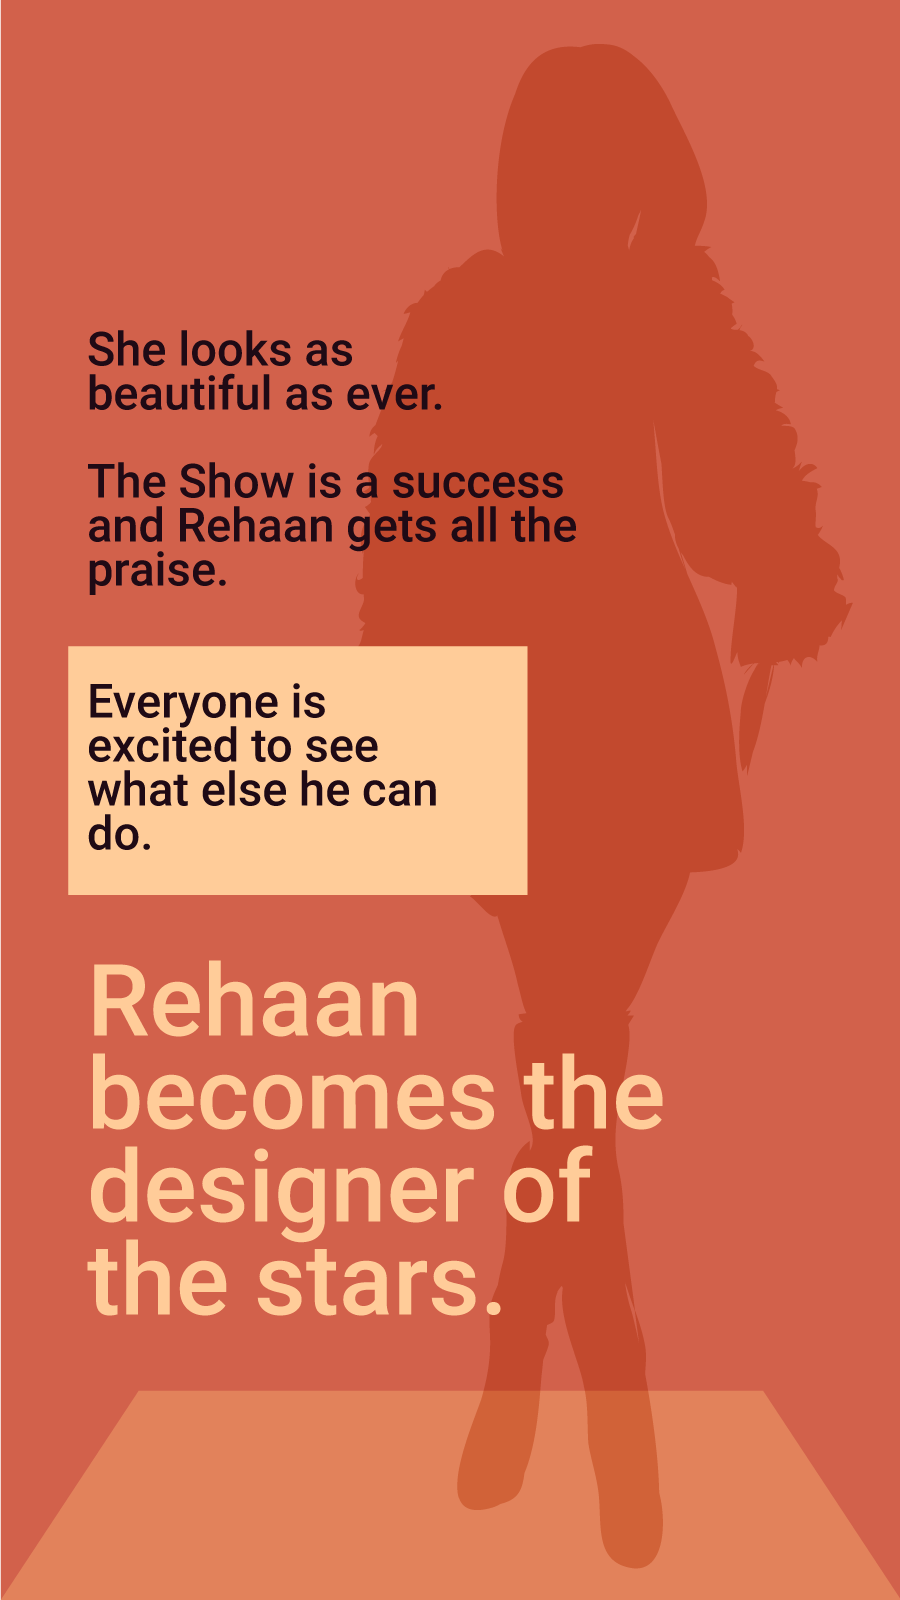 She looks as
beautiful as ever.
The Show is a success
and Rehaan gets all the
praise.
Everyone is
excited to see
what else he can
do.
Rehaan
becomes the
designer of
the stars.